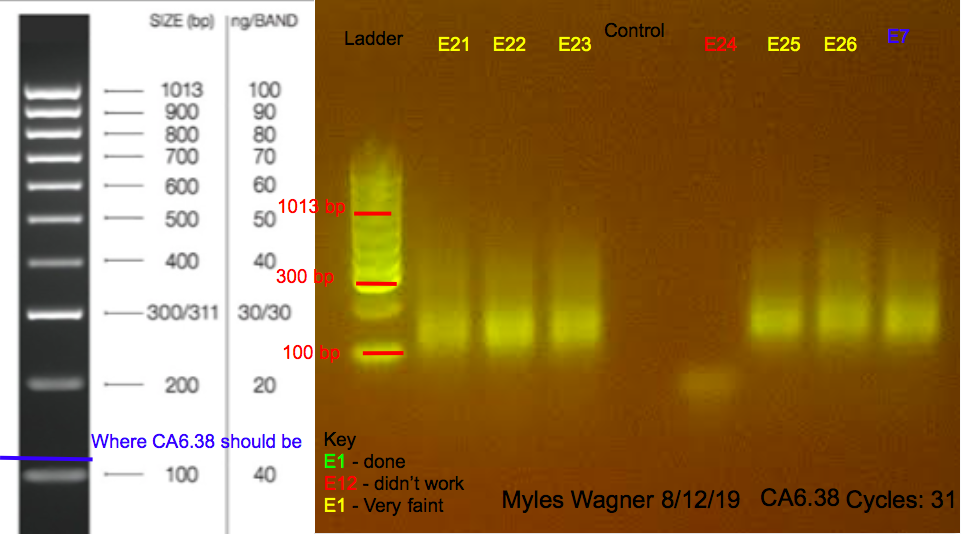 SIZE (bp) ng/BAND
1013 100
900 90
800 80
700 70
600 60
500 50
400 40
300/311 30/30
200 20
Where CA6.38 should be
100 40
Ladder E21 E22 E23 Control E24 E25 E26 E7
1013 bp
300 bp
100 bp
Key
E1 - done
E12 - didn't work
E1 - Very faint
Myles Wagner 8/12/19 CA6.38 Cycles: 31